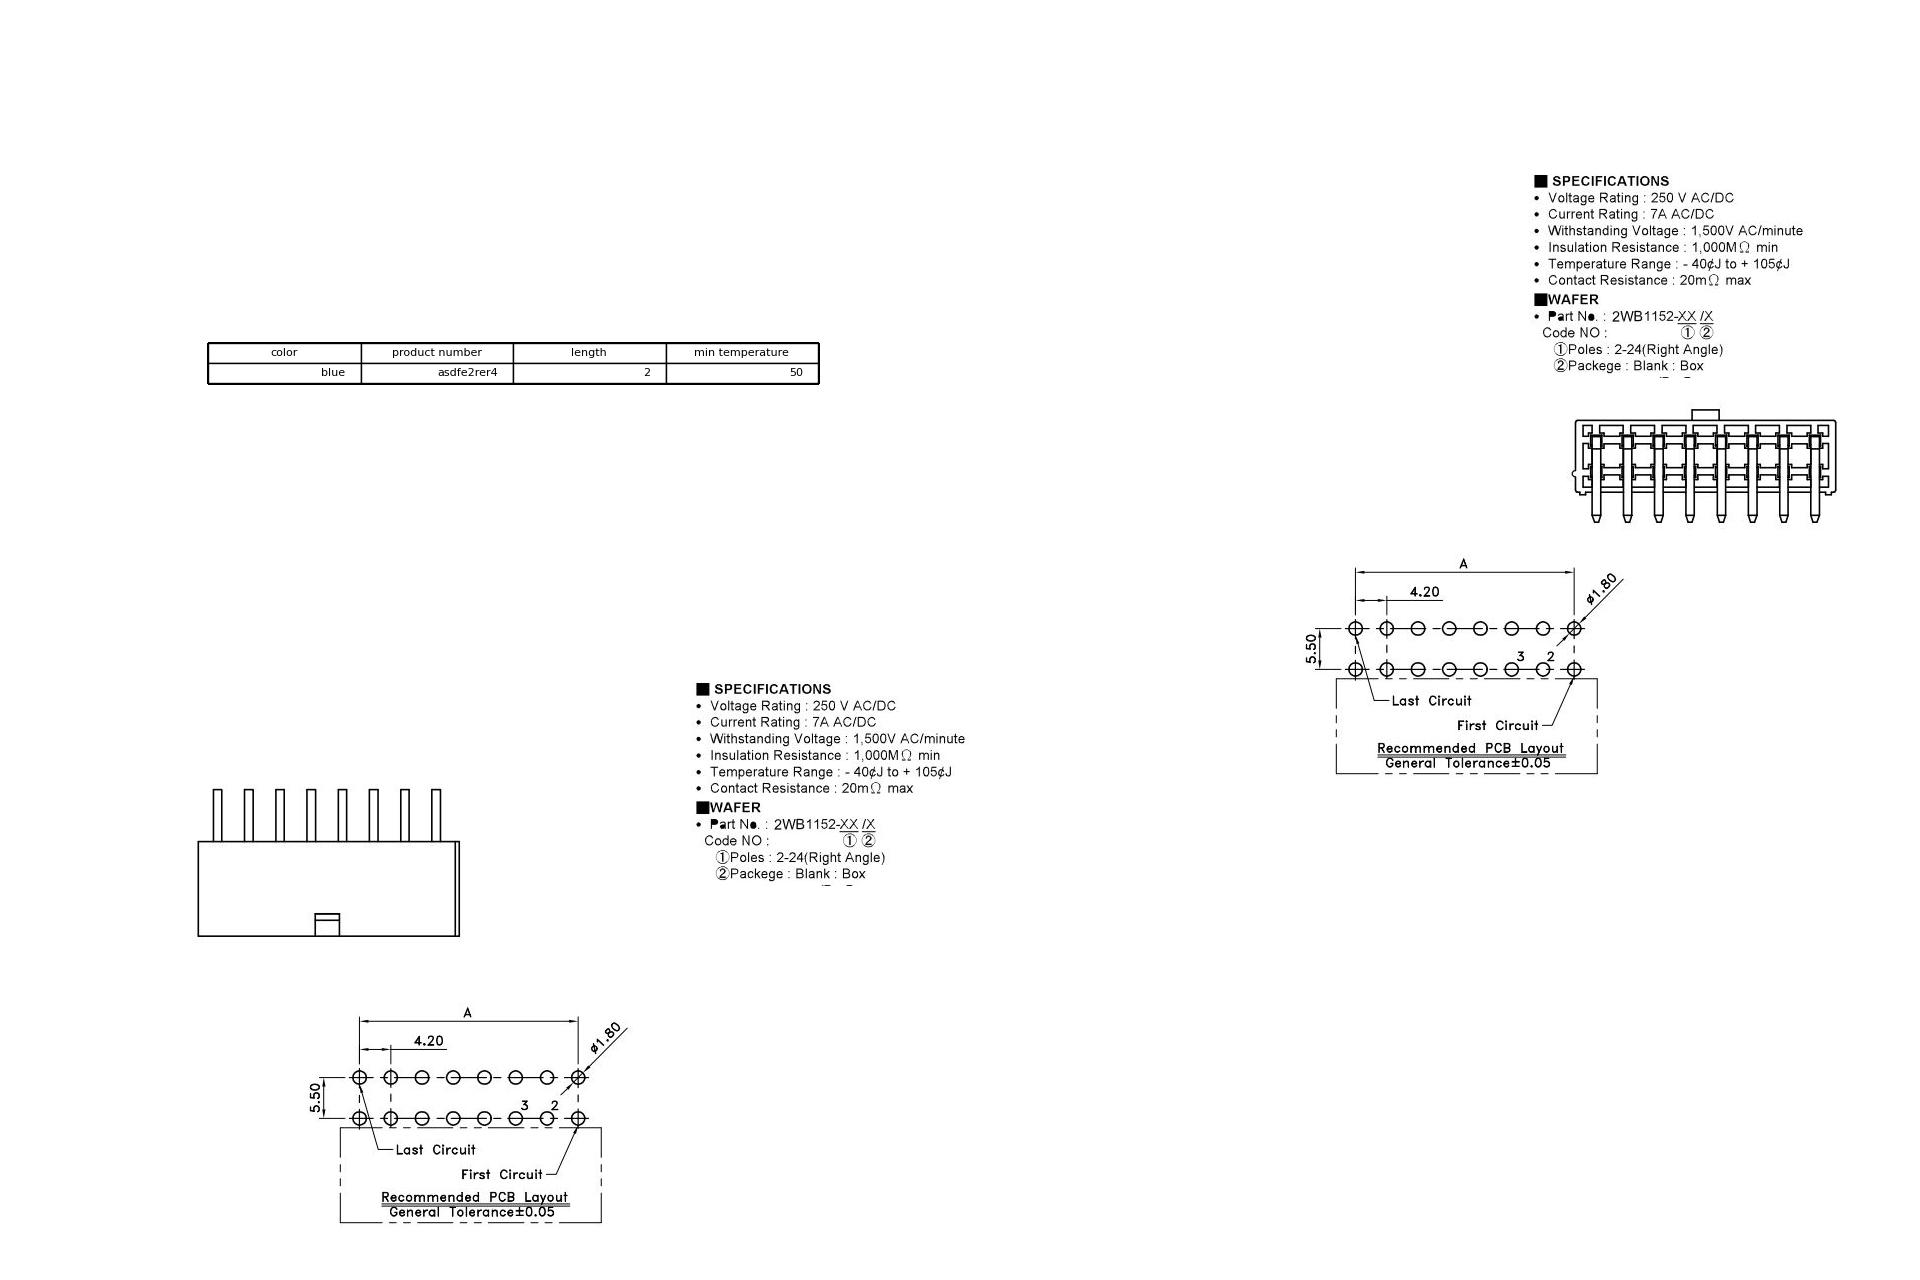 color product number length min temperature
blue asdfe2rer4 2 50
■ SPECIFICATIONS
• Voltage Rating : 250 V AC/DC
• Current Rating : 7A AC/DC
• Withstanding Voltage : 1,500V AC/minute
• Insulation Resistance : 1,000MΩ min
• Temperature Range : - 40¢J to + 105¢J
• Contact Resistance : 20mΩ max
■WAFER
• Part No. : 2WB1152-XX /X
Code NO : ① ②
①Poles : 2-24(Right Angle)
②Packege : Blank : Box
A
4.20
ø1.80
5.50
3 2
Last Circuit
First Circuit
Recommended PCB Layout
General Tolerance±0.05
■ SPECIFICATIONS
• Voltage Rating : 250 V AC/DC
• Current Rating : 7A AC/DC
• Withstanding Voltage : 1,500V AC/minute
• Insulation Resistance : 1,000MΩ min
• Temperature Range : - 40¢J to + 105¢J
• Contact Resistance : 20mΩ max
■WAFER
• Part No. : 2WB1152-XX /X
Code NO : ① ②
①Poles : 2-24(Right Angle)
②Packege : Blank : Box
A
4.20
ø1.80
5.50
3 2
Last Circuit
First Circuit
Recommended PCB Layout
General Tolerance±0.05